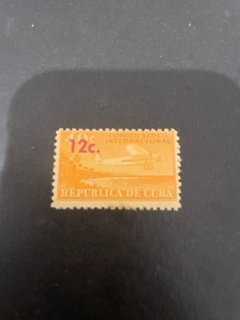 CORREO AEREO
INTERNACIONAL
12c.
REPUBLICA DE CUBA